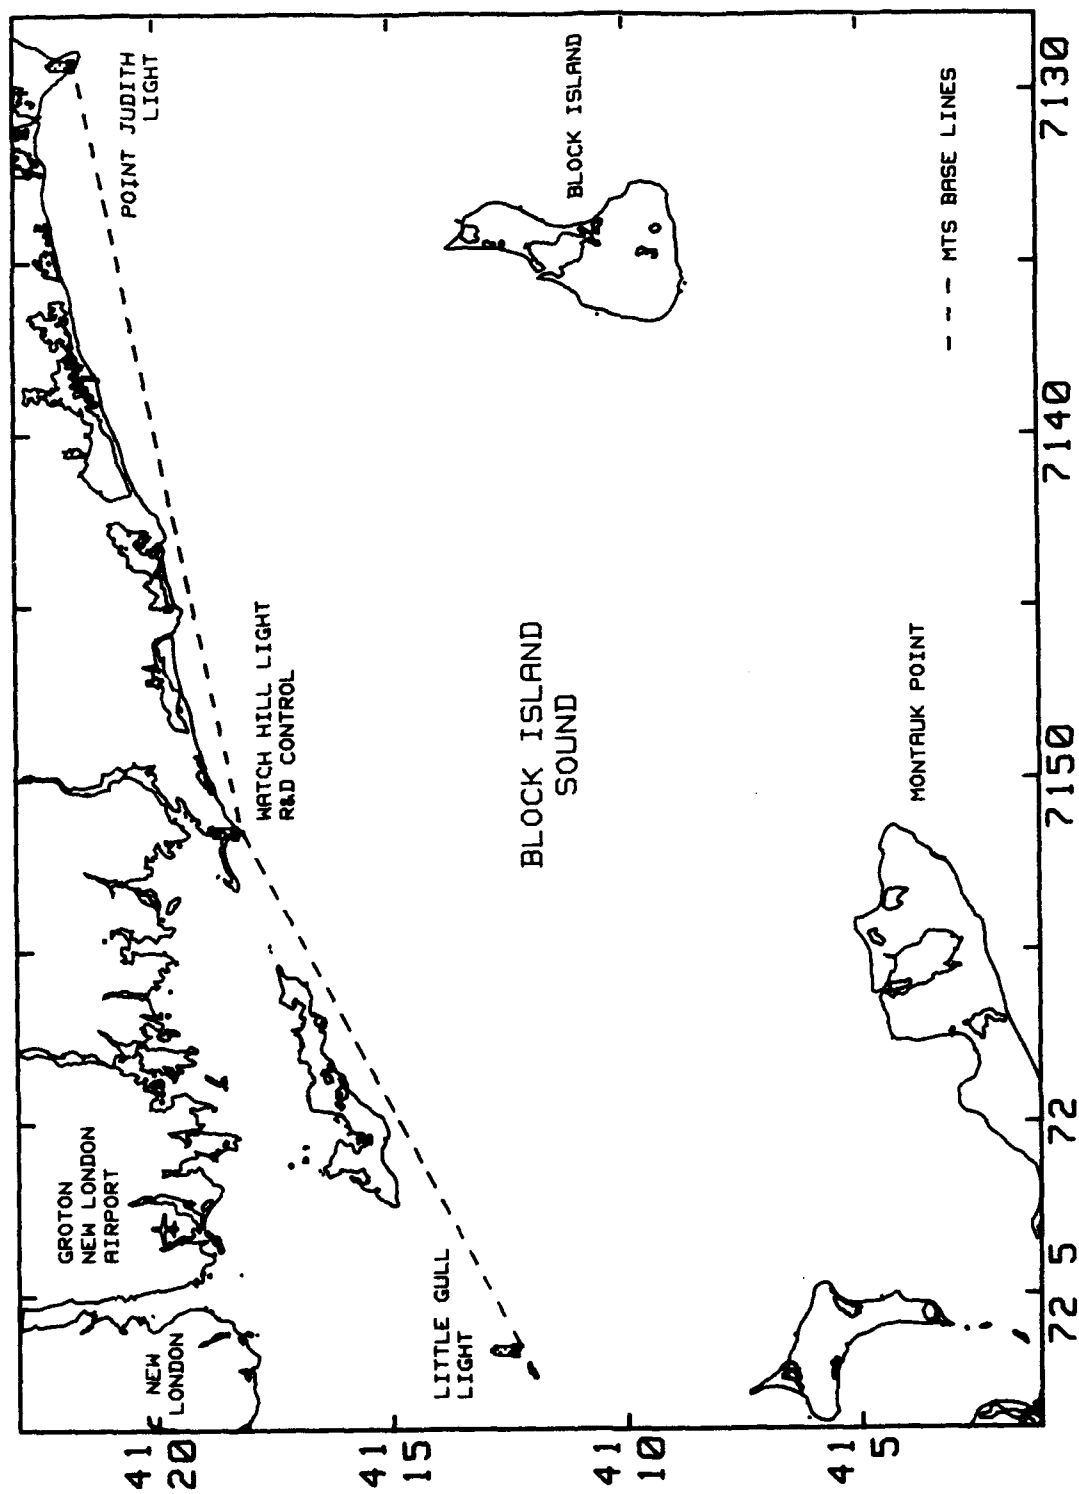 POINT JUDITH
LIGHT
BLOCK ISLAND
WATCH HILL LIGHT
R&D CONTROL
BLOCK ISLAND
SOUND
GROTON
NEW LONDON
AIRPORT
NEW
LONDON
LITTLE GULL
LIGHT
MONTAUK POINT
--- MTS BASE LINES
41
20
15
41
10
41
5
72 5
72
7150
7140
7130